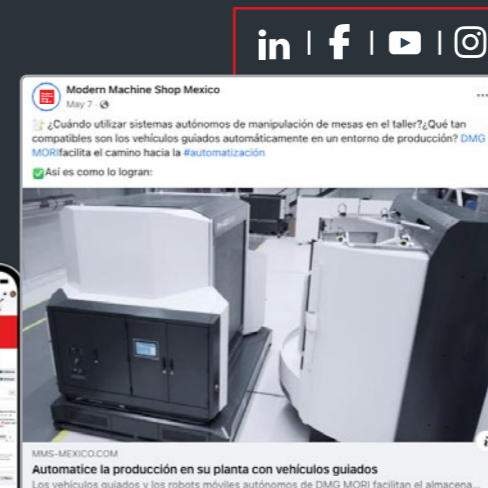 in | f | |
Modern Machine Shop Mexico
May 7 ·
¿Cuándo utilizar sistemas autónomos de manipulación de mesas en el taller?¿Qué tan
compatibles son los vehículos guiados automáticamente en un entorno de producción? DMG
MORIfacilita el camino hacia la #automatización
Así es como lo logran:
MMS-MEXICO.COM
Automatice la producción en su planta con vehículos guiados
Los vehículos guiados y los robots móviles autónomos de DMG MORI facilitan el almacena...